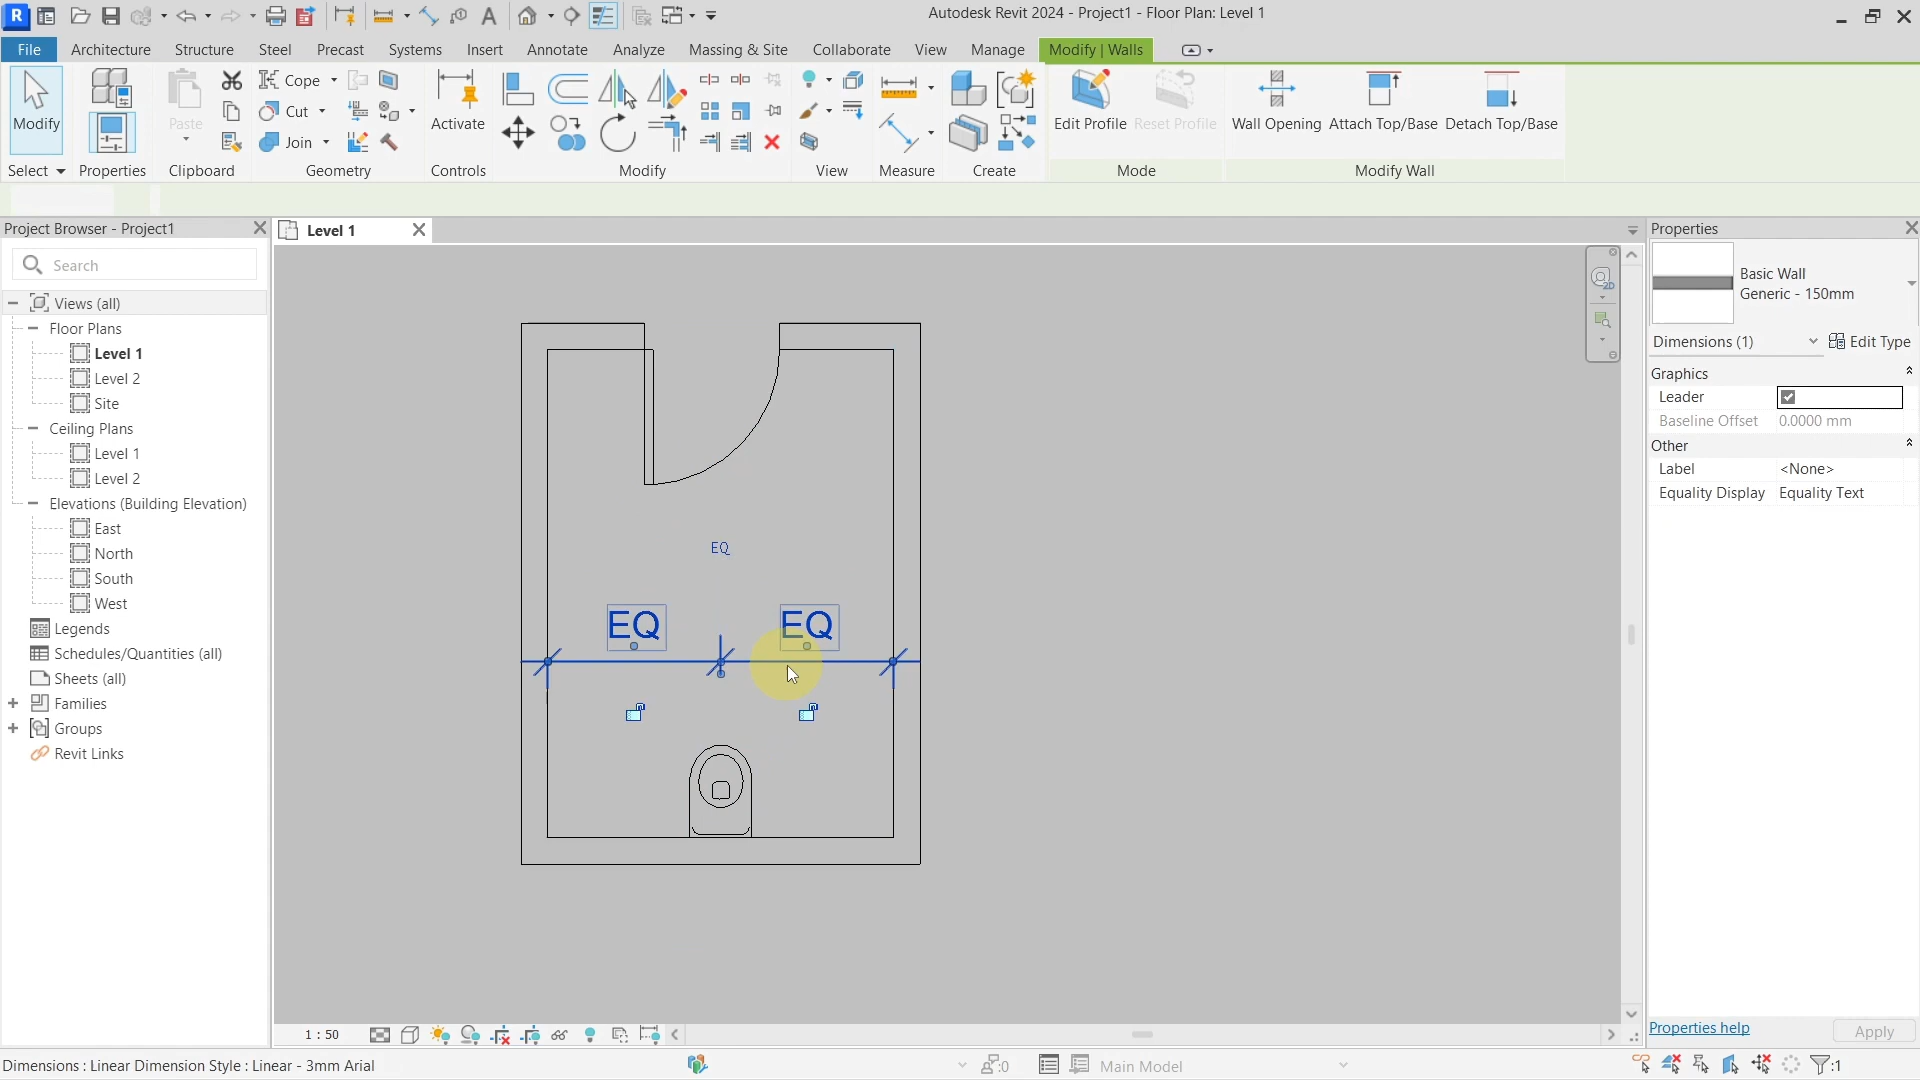 Autodesk Revit 2024 - Project1 - Floor Plan: Level 1
File Architecture Structure Steel Precast Systems Insert Annotate Analyze Massing & Site Collaborate View Manage Modify | Walls
Modify
Paste
Cope
Cut
Join
Activate
Edit Profile Reset Profile Wall Opening Attach Top/Base Detach Top/Base
Select Properties Clipboard Geometry Controls Modify View Measure Create Mode Modify Wall
Project Browser - Project1
Search
Views (all)
Floor Plans
Level 1
Level 2
Site
Ceiling Plans
Level 1
Level 2
Elevations (Building Elevation)
East
North
South
West
Legends
Schedules/Quantities (all)
Sheets (all)
Families
Groups
Revit Links
Level 1
2D
EQ
EQ EQ
Properties
Basic Wall
Generic - 150mm
Dimensions (1) Edit Type
Graphics
Leader
Baseline Offset 0.0000 mm
Other
Label <None>
Equality Display Equality Text
Properties help Apply
1 : 50
Dimensions : Linear Dimension Style : Linear - 3mm Arial
:0
Main Model
:1